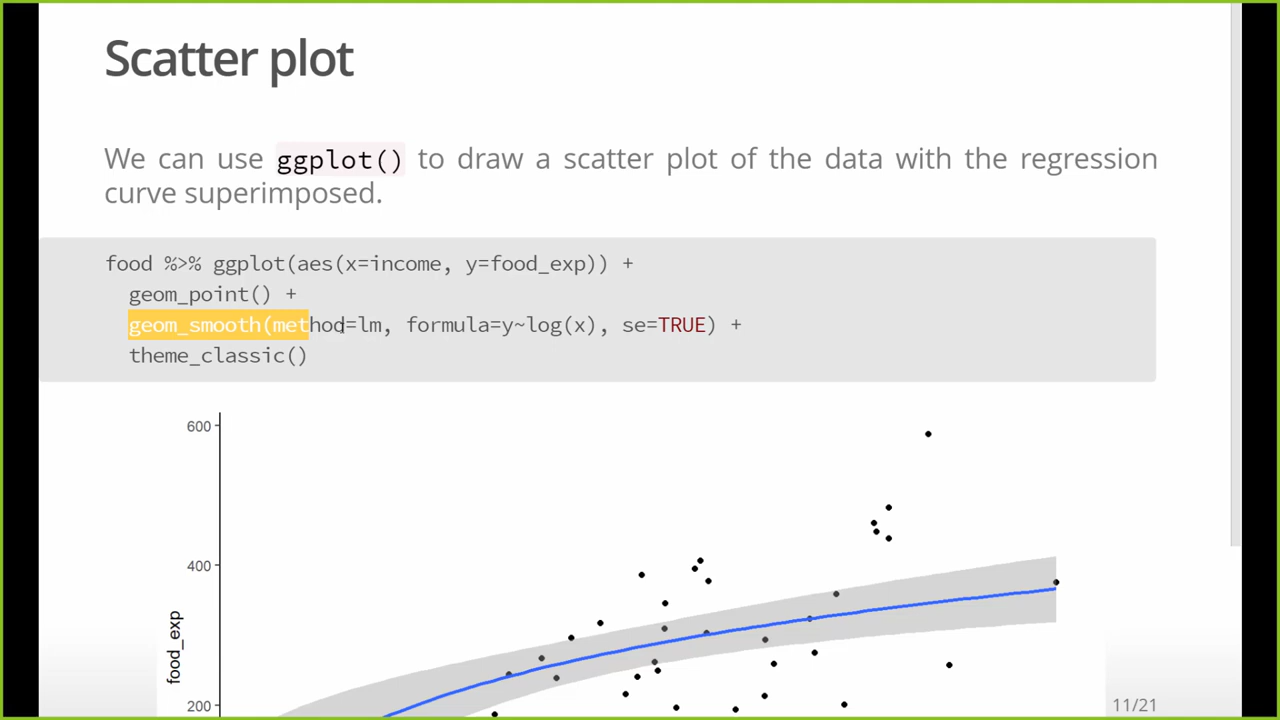 Scatter plot
We can use ggplot() to draw a scatter plot of the data with the regression
curve superimposed.
food %>% ggplot(aes(x=income, y=food_exp)) +
geom_point() +
geom_smooth(method=lm, formula=y~log(x), se=TRUE) +
theme_classic()
600
400
food_exp
200
11/21